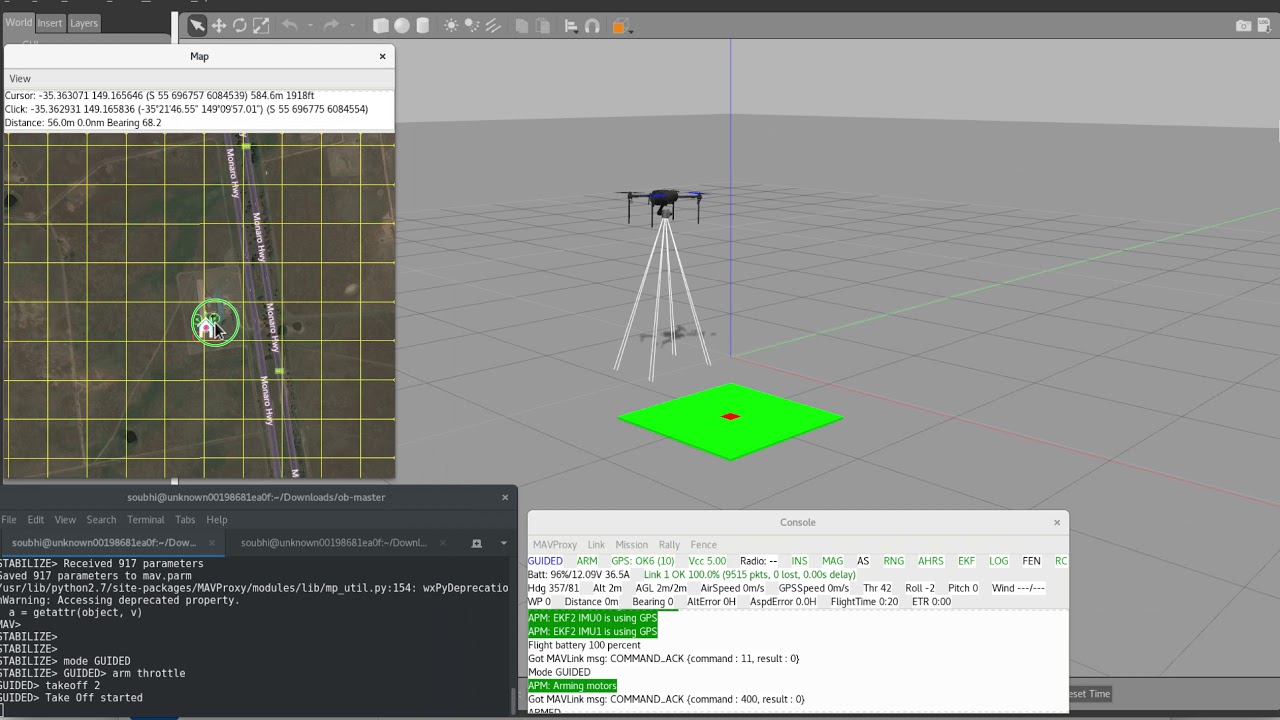 World Insert Layers
Map
View
Cursor: -35.363071 149.165646 (S 55 696757 6084539) 584.6m 1918ft
Click: -35.362931 149.165836 (-35°21'46.55" 149°09'57.01") (S 55 696775 6084554)
Distance: 56.0m 0.0nm Bearing 68.2
Monaro Hwy
Monaro Hwy
Monaro Hwy
Monaro Hwy
M
soubhi@unknown00198681ea0f:~/Downloads/ob-master
File Edit View Search Terminal Tabs Help
soubhi@unknown00198681ea0f:~/Dow... soubhi@unknown00198681ea0f:~/Downl...
STABILIZE> Received 917 parameters
Saved 917 parameters to mav.parm
/usr/lib/python2.7/site-packages/MAVProxy/modules/lib/mp_util.py:154: wxPyDeprecatio
nWarning: Accessing deprecated property.
a = getattr(object, v)
MAV>
STABILIZE>
STABILIZE>
STABILIZE> mode GUIDED
GUIDED> GUIDED> arm throttle
GUIDED> takeoff 2
GUIDED> Take Off started
Console
MAVProxy Link Mission Rally Fence
GUIDED ARM GPS: OK6 (10) Vcc 5.00 Radio: -- INS MAG AS RNG AHRS EKF LOG FEN RC
Batt: 96%/12.09V 36.5A Link 1 OK 100.0% (9515 pkts, 0 lost, 0.00s delay)
Hdg 357/81 Alt 2m AGL 2m/2m AirSpeed 0m/s GPSSpeed 0m/s Thr 42 Roll -2 Pitch 0 Wind ---/---
WP 0 Distance 0m Bearing 0 AltError 0H AspdError 0.0H FlightTime 0:20 ETR 0:00
APM: EKF2 IMU0 is using GPS
APM: EKF2 IMU1 is using GPS
Flight battery 100 percent
Got MAVLink msg: COMMAND_ACK {command : 11, result : 0}
Mode GUIDED
APM: Arming motors
Got MAVLink msg: COMMAND_ACK {command : 400, result : 0}
ARMED
eset Time